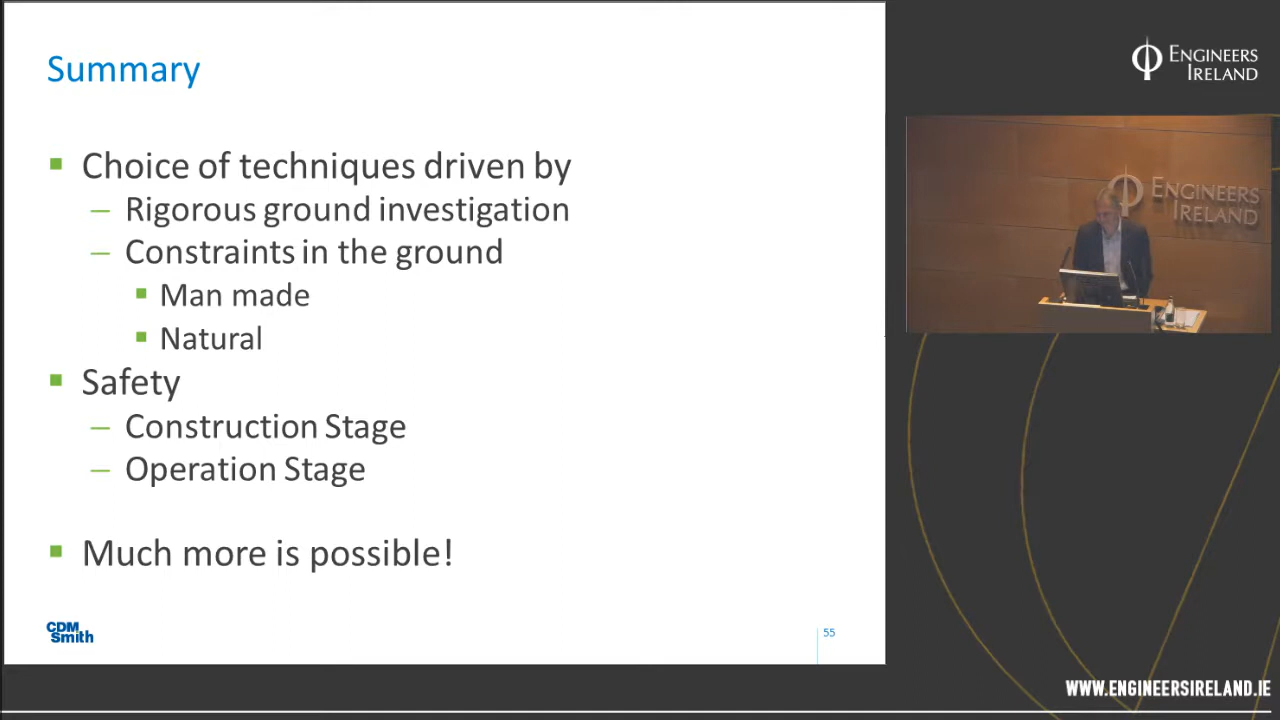 Summary
Choice of techniques driven by
– Rigorous ground investigation
– Constraints in the ground
Man made
Natural
Safety
– Construction Stage
– Operation Stage
Much more is possible!
CDM
Smith
55
ENGINEERS
IRELAND
ENGINEERS
IRELAND
WWW.ENGINEERSIRELAND.IE